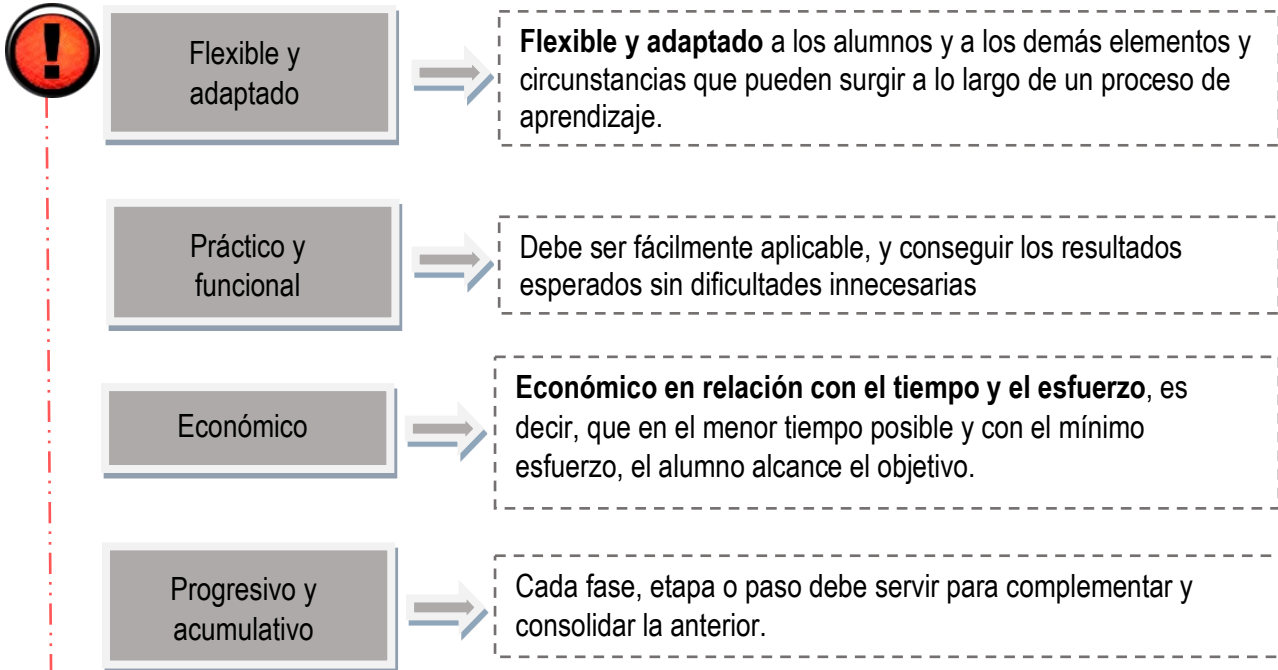 Flexible y
adaptado
Flexible y adaptado a los alumnos y a los demás elementos y
circunstancias que pueden surgir a lo largo de un proceso de
aprendizaje.
Práctico y
funcional
Debe ser fácilmente aplicable, y conseguir los resultados
esperados sin dificultades innecesarias
Económico
Económico en relación con el tiempo y el esfuerzo, es
decir, que en el menor tiempo posible y con el mínimo
esfuerzo, el alumno alcance el objetivo.
Progresivo y
acumulativo
Cada fase, etapa o paso debe servir para complementar y
consolidar la anterior.